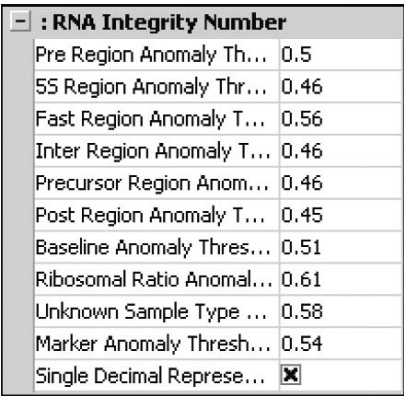 : RNA Integrity Number
Pre Region Anomaly Th... 0.5
5S Region Anomaly Thr... 0.46
Fast Region Anomaly T... 0.56
Inter Region Anomaly T... 0.46
Precursor Region Anom... 0.46
Post Region Anomaly T... 0.45
Baseline Anomaly Thres... 0.51
Ribosomal Ratio Anomal... 0.61
Unknown Sample Type ... 0.58
Marker Anomaly Thresh... 0.54
Single Decimal Represe...